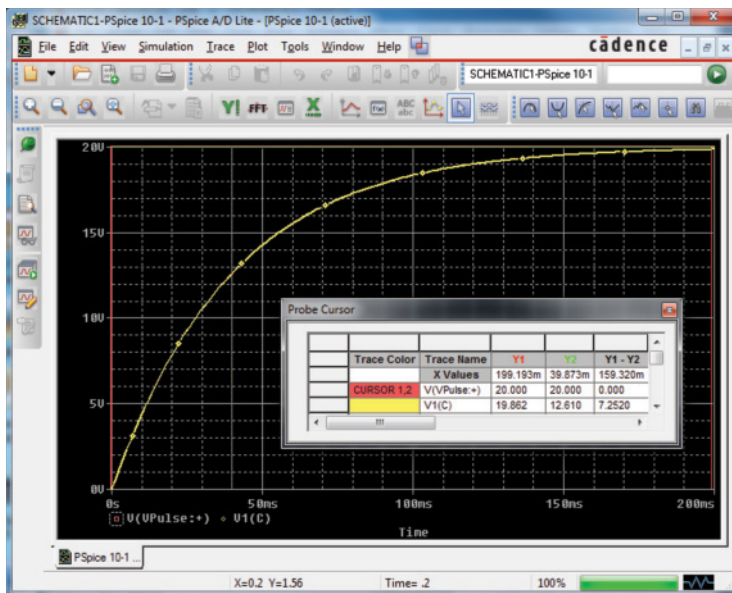 SCHEMATIC1-PSpice 10-1 - PSpice A/D Lite - [PSpice 10-1 (active)]
File Edit View Simulation Trace Plot Tools Window Help
cādence
SCHEMATIC1-PSpice 10-1
FFT
ABC
abc
20V
15V
10V
5V
0V
Probe Cursor
Trace Color Trace Name Y1 Y2 Y1 - Y2
X Values 199.193m 39.873m 159.320m
CURSOR 1,2 V(VPulse:+) 20.000 20.000 0.000
V1(C) 19.862 12.610 7.2520
0s 50ms 100ms 150ms 200ms
V(VPulse:+) V1(C)
Time
PSpice 10-1 ...
X=0.2 Y=1.56 Time= .2 100%